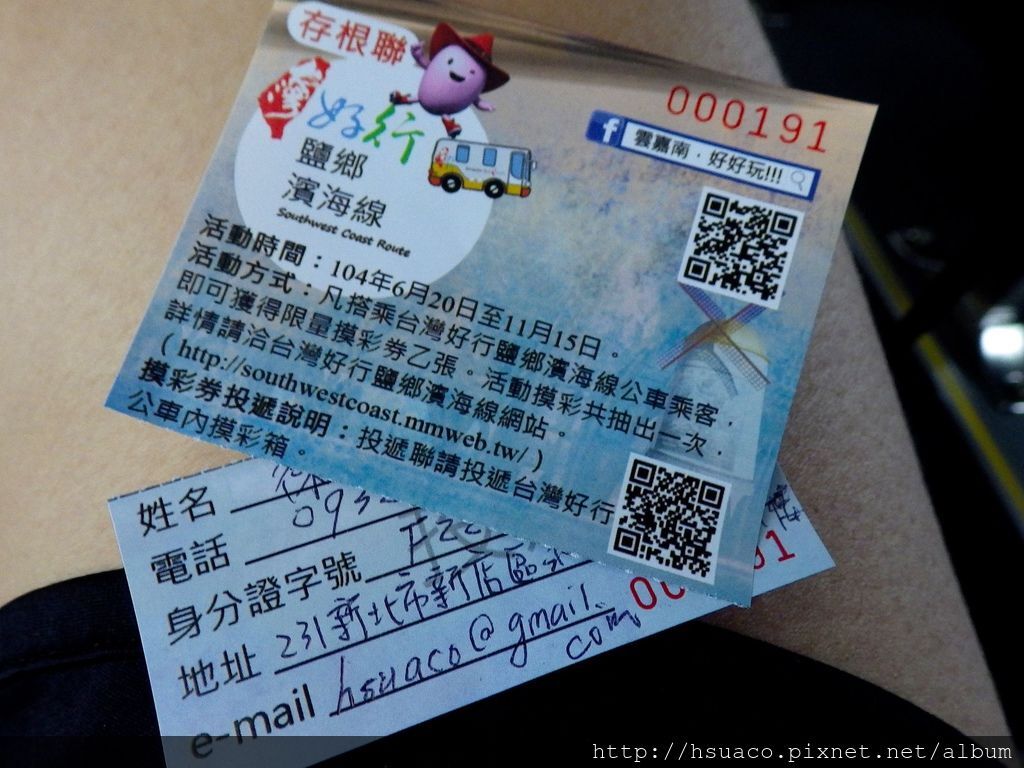 存根聯
000191
好行
雲嘉南．好好玩!!!
鹽鄉
濱海線
Southwest Coast Route
活動時間：104年6月20日至11月15日。
活動方式：凡搭乘台灣好行鹽鄉濱海線公車乘客，
即可獲得限量摸彩券乙張。活動摸彩共抽出一次，
詳情請洽台灣好行鹽鄉濱海線網站。
（http://southwestcoast.mmweb.tw/）
摸彩券投遞說明：投遞聯請投遞台灣好行
公車內摸彩箱。
姓名
電話 093
身分證字號
地址 231新北市新店區
e-mail hsuaco@gmail.
com
http://hsuaco.pixnet.net/album